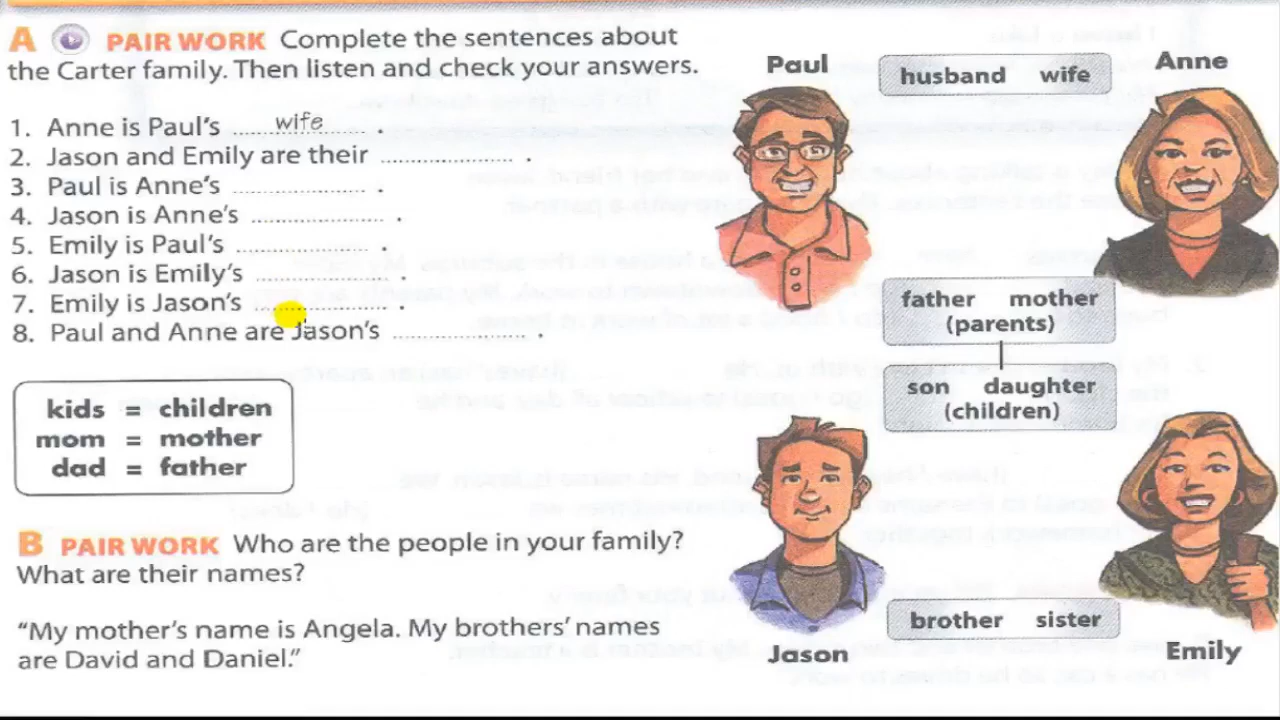 A PAIR WORK Complete the sentences about
the Carter family. Then listen and check your answers.
1. Anne is Paul's wife .
2. Jason and Emily are their .................... .
3. Paul is Anne's .................... .
4. Jason is Anne's .................... .
5. Emily is Paul's .................... .
6. Jason is Emily's .................... .
7. Emily is Jason's .................... .
8. Paul and Anne are Jason's .................... .
kids = children
mom = mother
dad = father
B PAIR WORK Who are the people in your family?
What are their names?
“My mother's name is Angela. My brothers' names
are David and Daniel.”
Paul
husband wife
Anne
father mother
(parents)
son daughter
(children)
brother sister
Jason
Emily